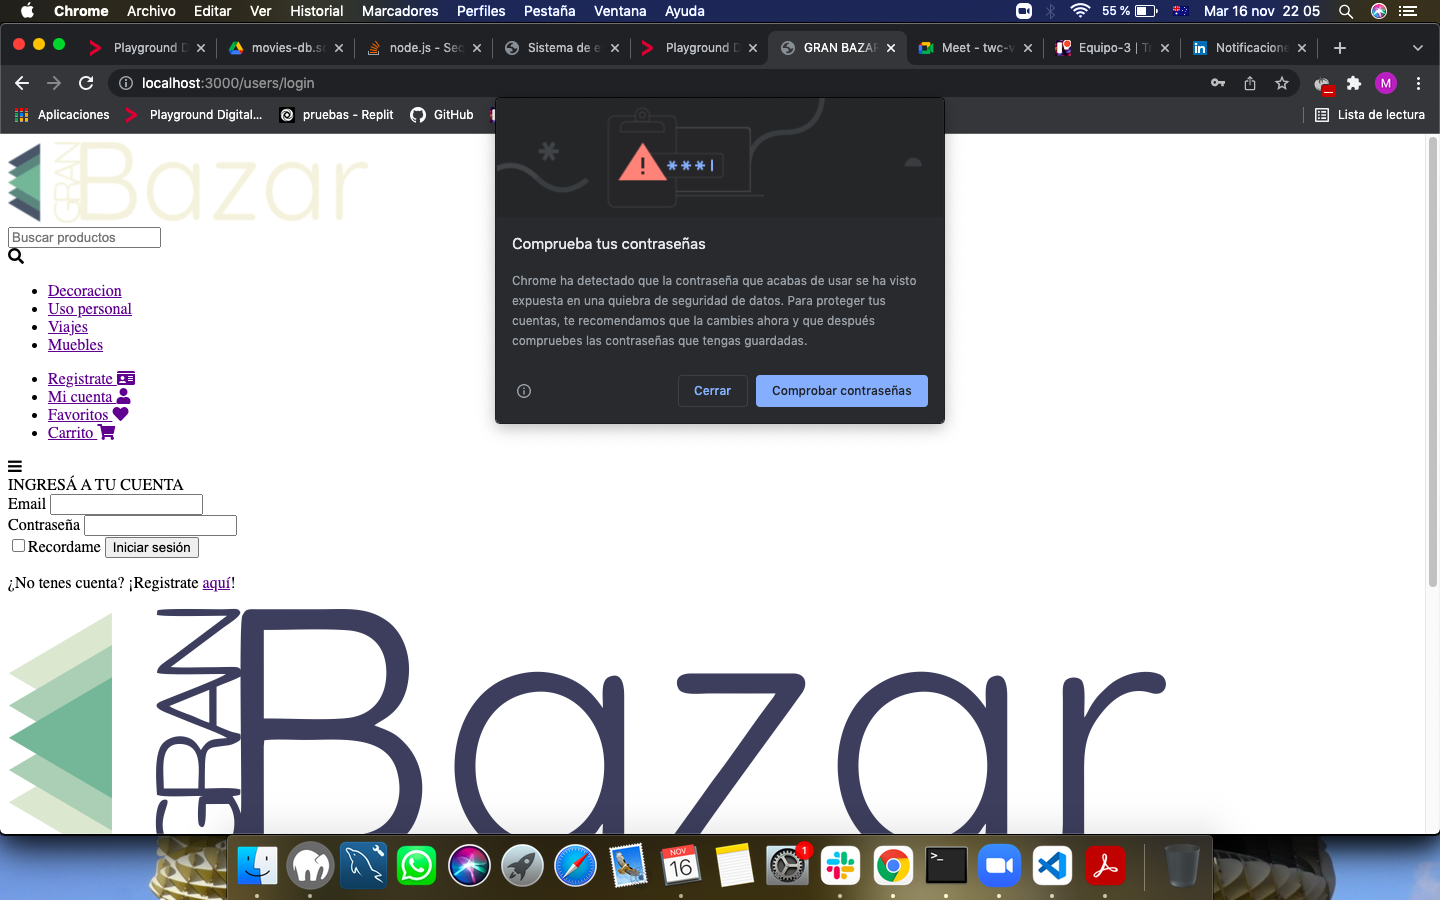 Chrome Archivo Editar Ver Historial Marcadores Perfiles Pestaña Ventana Ayuda 55 % Mar 16 nov 22 05
Playground D movies-db.sq node.js - Seq Sistema de e Playground D GRAN BAZAR Meet - twc-v Equipo-3 | Tr Notificacione
localhost:3000/users/login M
Aplicaciones Playground Digital... pruebas - Replit GitHub Lista de lectura
GRAN Bazar
Buscar productos
Decoracion
Uso personal
Viajes
Muebles
Registrate
Mi cuenta
Favoritos
Carrito
INGRESÁ A TU CUENTA
Email
Contraseña
Recordame Iniciar sesión
¿No tenes cuenta? ¡Registrate aquí!
GRAN Bazar
***|
Comprueba tus contraseñas
Chrome ha detectado que la contraseña que acabas de usar se ha visto
expuesta en una quiebra de seguridad de datos. Para proteger tus
cuentas, te recomendamos que la cambies ahora y que después
compruebes las contraseñas que tengas guardadas.
Cerrar Comprobar contraseñas
NOV
16
1